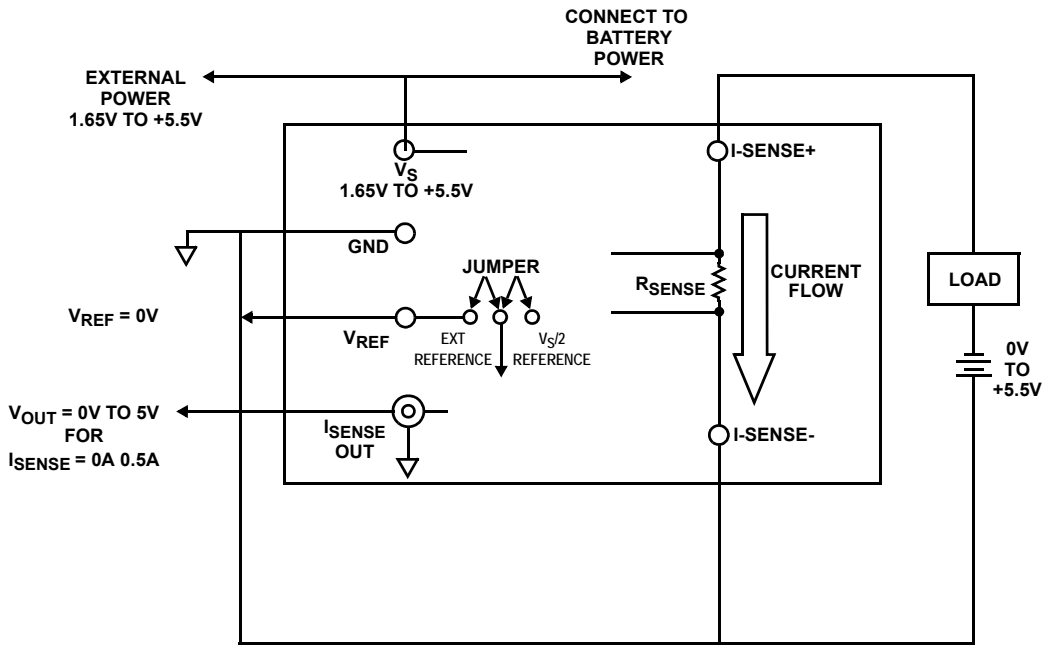 CONNECT TO
BATTERY
POWER
EXTERNAL
POWER
1.65V TO +5.5V
VS
1.65V TO +5.5V
I-SENSE+
GND
JUMPER
RSENSE
CURRENT
FLOW
LOAD
VREF = 0V
VREF
EXT
REFERENCE
VS/2
REFERENCE
0V
TO
+5.5V
VOUT = 0V TO 5V
FOR
ISENSE = 0A 0.5A
ISENSE
OUT
I-SENSE-